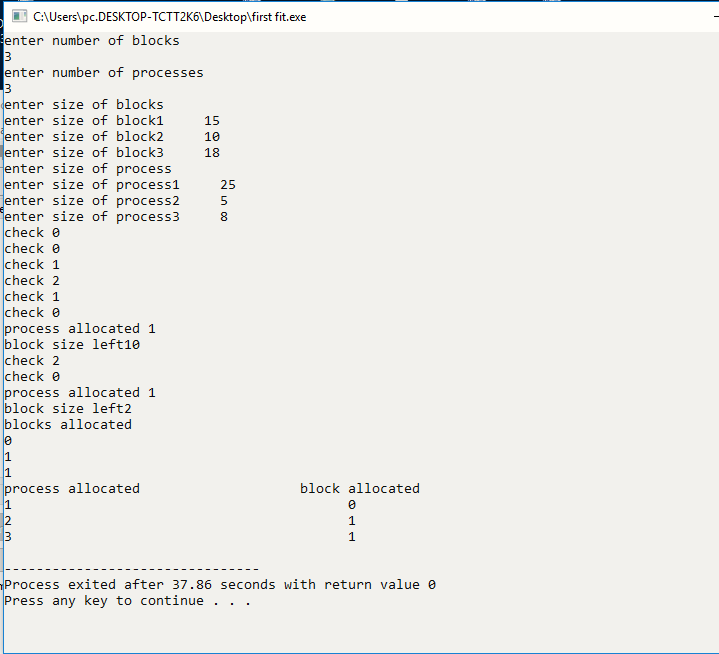 C:\Users\pc.DESKTOP-TCTT2K6\Desktop\first fit.exe
enter number of blocks
3
enter number of processes
3
enter size of blocks
enter size of block1     15
enter size of block2     10
enter size of block3     18
enter size of process
enter size of process1     25
enter size of process2     5
enter size of process3     8
check 0
check 0
check 1
check 2
check 1
check 0
process allocated 1
block size left10
check 2
check 0
process allocated 1
block size left2
blocks allocated
0
1
1
process allocated                    block allocated
1                                          0
2                                          1
3                                          1
--------------------------------
Process exited after 37.86 seconds with return value 0
Press any key to continue . . .